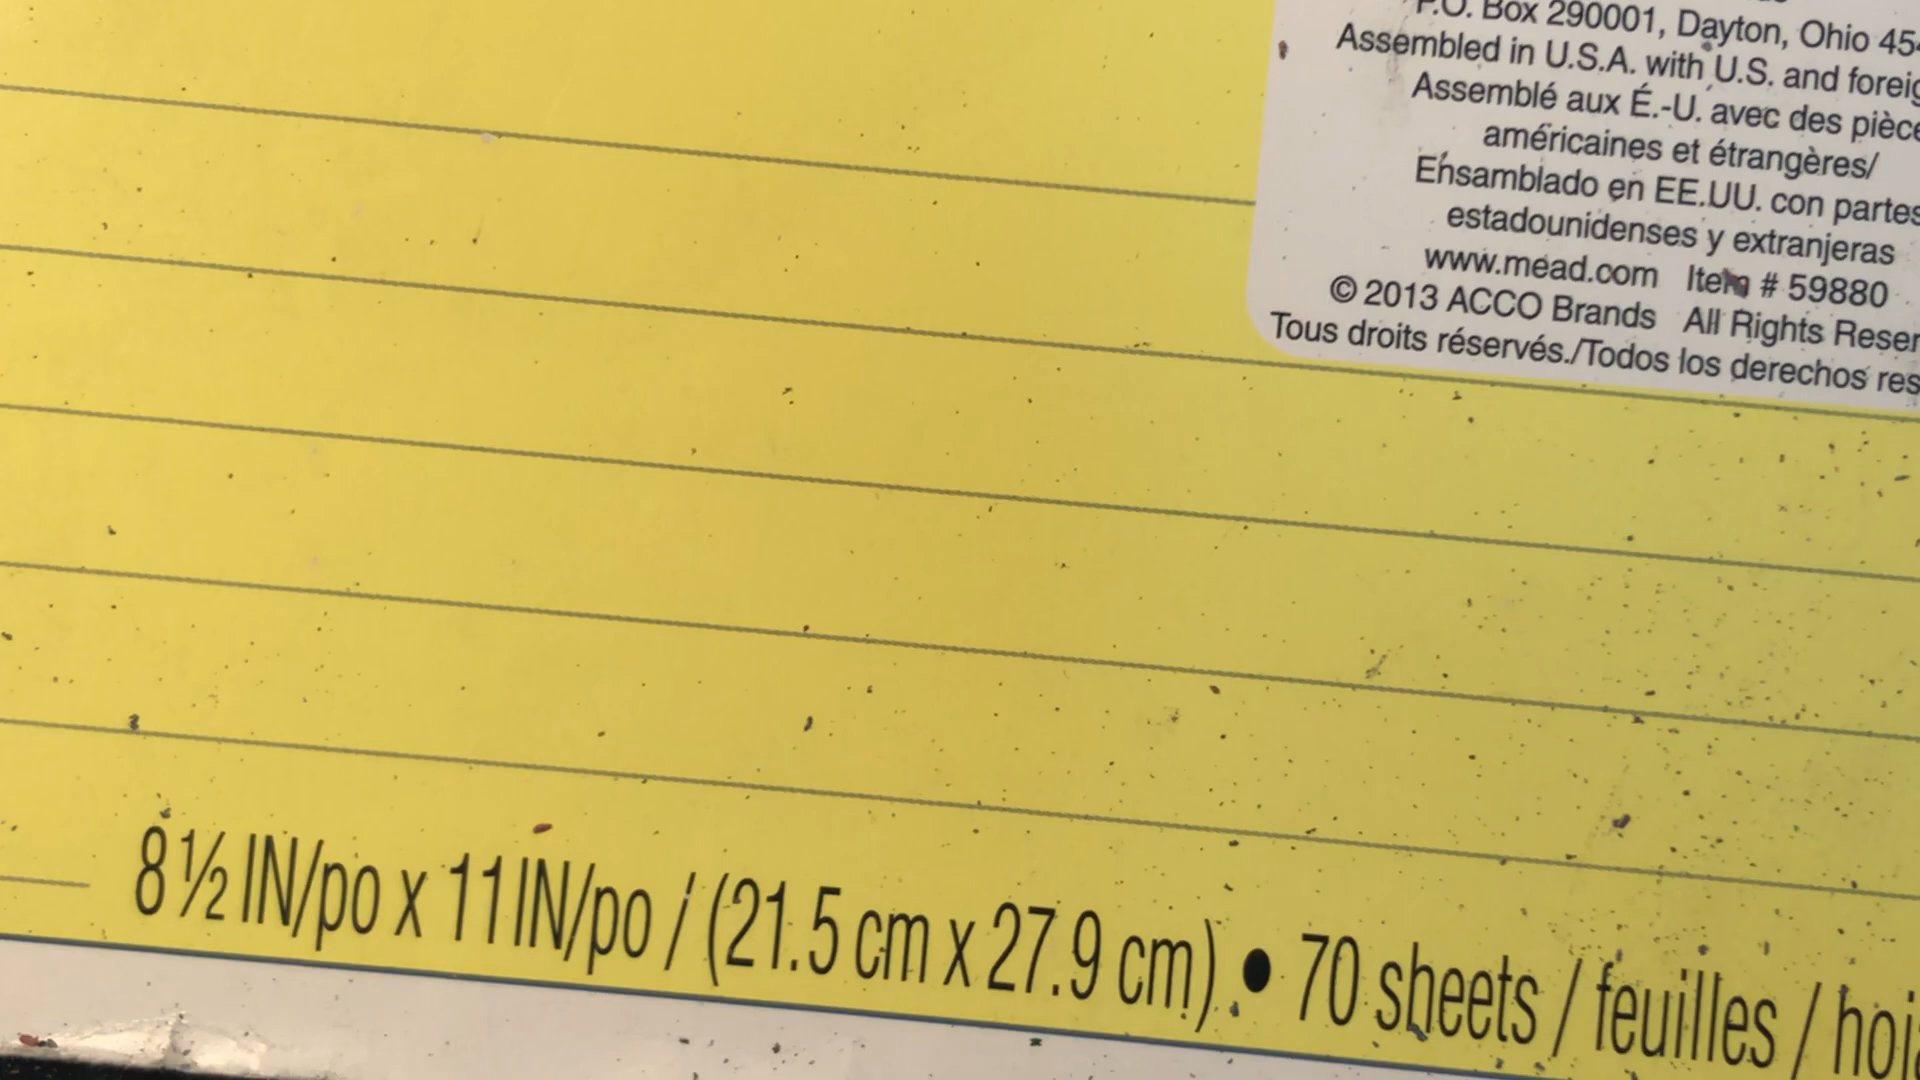 P.O. Box 290001, Dayton, Ohio
Assembled in U.S.A. with U.S. and
Assemblé aux É.-U. avec des
américaines et étrangères/
Ensamblado en EE.UU. con partes
estadounidenses y extranjeras
www.mead.com Item # 59880
© 2013 ACCO Brands All Rights
Tous droits réservés./Todos los derechos
8 ½ IN/po x 11 IN/po / (21.5 cm x 27.9 cm) • 70 sheets / feuilles /